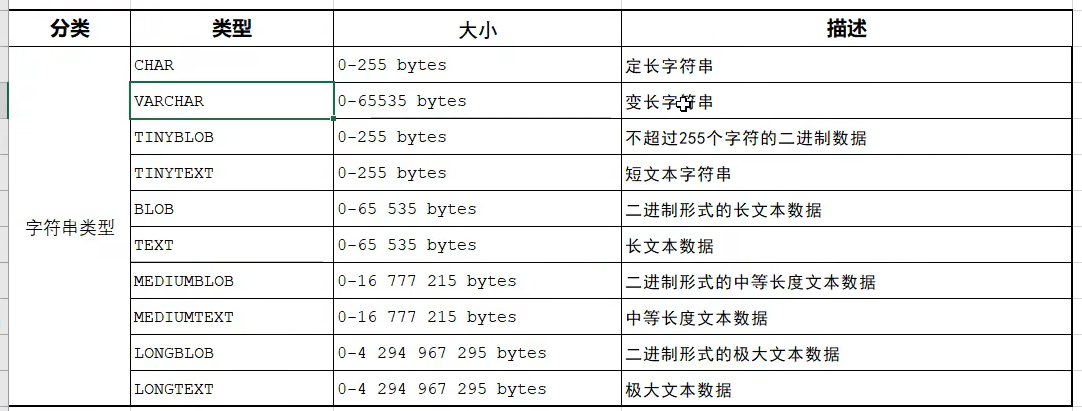 分类 类型 大小 描述
CHAR 0-255 bytes 定长字符串
VARCHAR 0-65535 bytes 变长字符串
TINYBLOB 0-255 bytes 不超过255个字符的二进制数据
TINYTEXT 0-255 bytes 短文本字符串
字符串类型 BLOB 0-65 535 bytes 二进制形式的长文本数据
TEXT 0-65 535 bytes 长文本数据
MEDIUMBLOB 0-16 777 215 bytes 二进制形式的中等长度文本数据
MEDIUMTEXT 0-16 777 215 bytes 中等长度文本数据
LONGBLOB 0-4 294 967 295 bytes 二进制形式的极大文本数据
LONGTEXT 0-4 294 967 295 bytes 极大文本数据